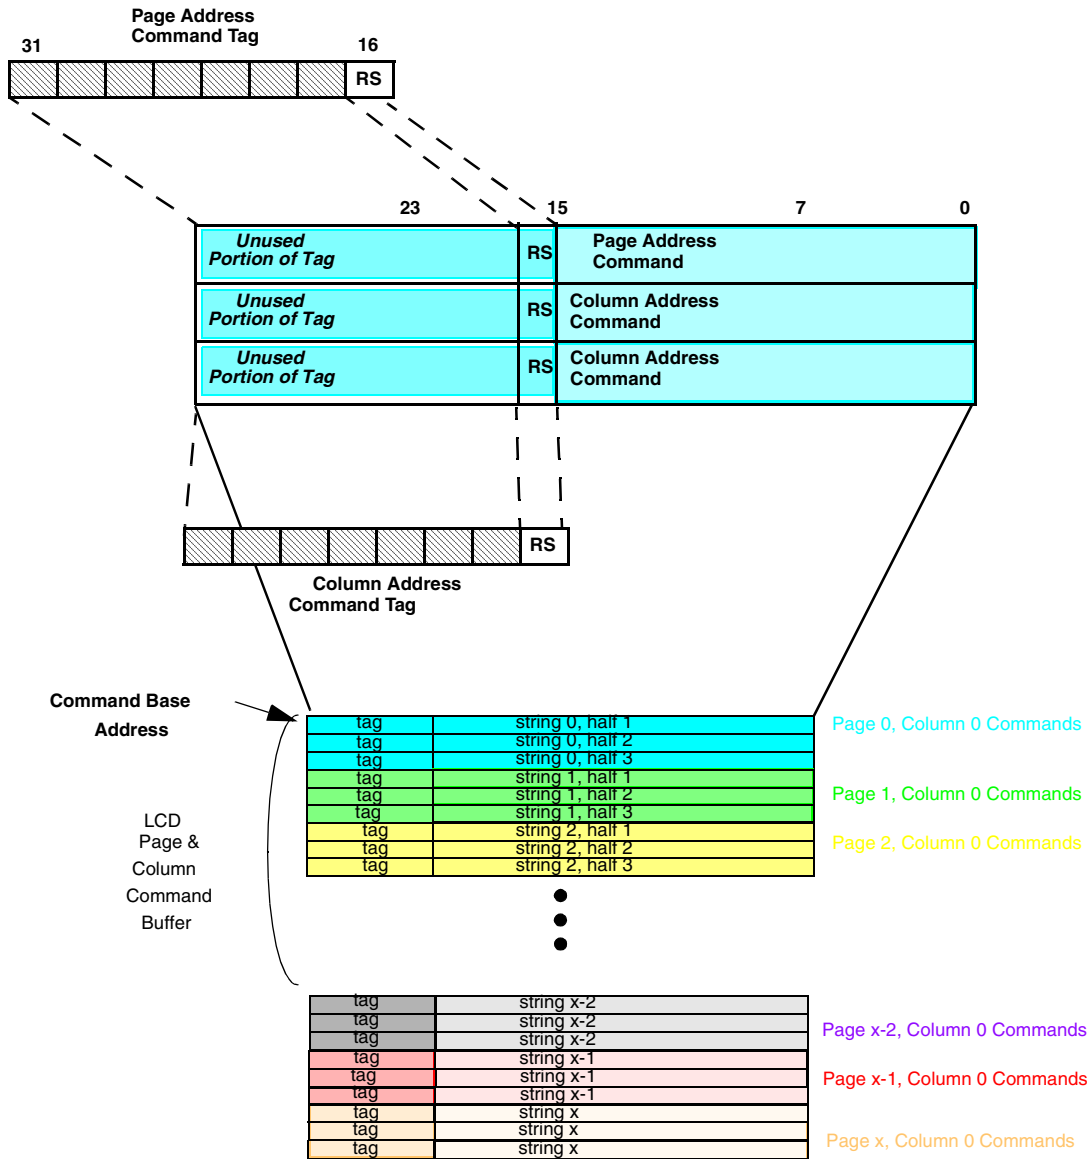 Page Address
Command Tag
31
16
RS
23
15
7
0
Unused
Portion of Tag
RS
Page Address
Command
Unused
Portion of Tag
RS
Column Address
Command
Unused
Portion of Tag
RS
Column Address
Command
RS
Column Address
Command Tag
Command Base
Address
tag string 0, half 1
tag string 0, half 2
tag string 0, half 3
Page 0, Column 0 Commands
tag string 1, half 1
tag string 1, half 2
tag string 1, half 3
Page 1, Column 0 Commands
tag string 2, half 1
tag string 2, half 2
tag string 2, half 3
Page 2, Column 0 Commands
LCD
Page &
Column
Command
Buffer
tag string x-2
tag string x-2
tag string x-2
Page x-2, Column 0 Commands
tag string x-1
tag string x-1
tag string x-1
Page x-1, Column 0 Commands
tag string x
tag string x
tag string x
Page x, Column 0 Commands